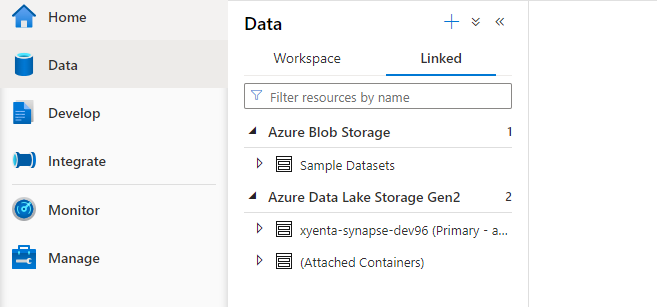 Home
Data
Develop
Integrate
Monitor
Manage
Data
Workspace Linked
Filter resources by name
Azure Blob Storage 1
Sample Datasets
Azure Data Lake Storage Gen2 2
xyenta-synapse-dev96 (Primary - a...
(Attached Containers)